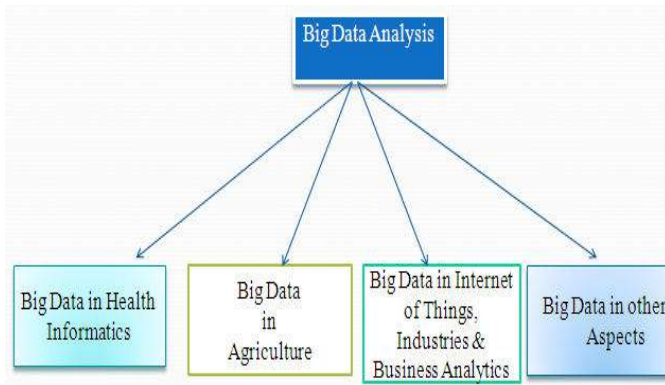 Big Data Analysis
Big Data in Health
Informatics
Big Data
in
Agriculture
Big Data in Internet
of Things,
Industries &
Business Analytics
Big Data in other
Aspects